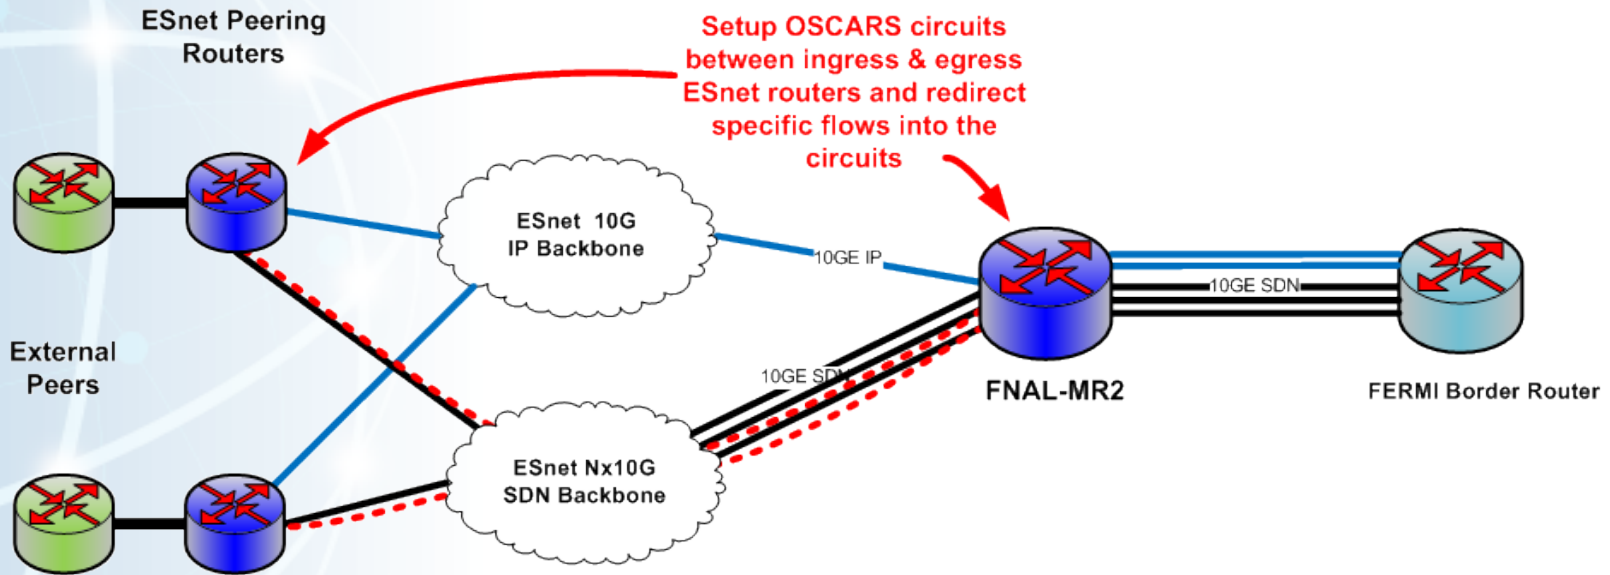 ESnet Peering
Routers
Setup OSCARS circuits
between ingress & egress
ESnet routers and redirect
specific flows into the
circuits
ESnet 10G
IP Backbone
10GE IP
10GE SDN
External
Peers
10GE SDN
FNAL-MR2
FERMI Border Router
ESnet Nx10G
SDN Backbone